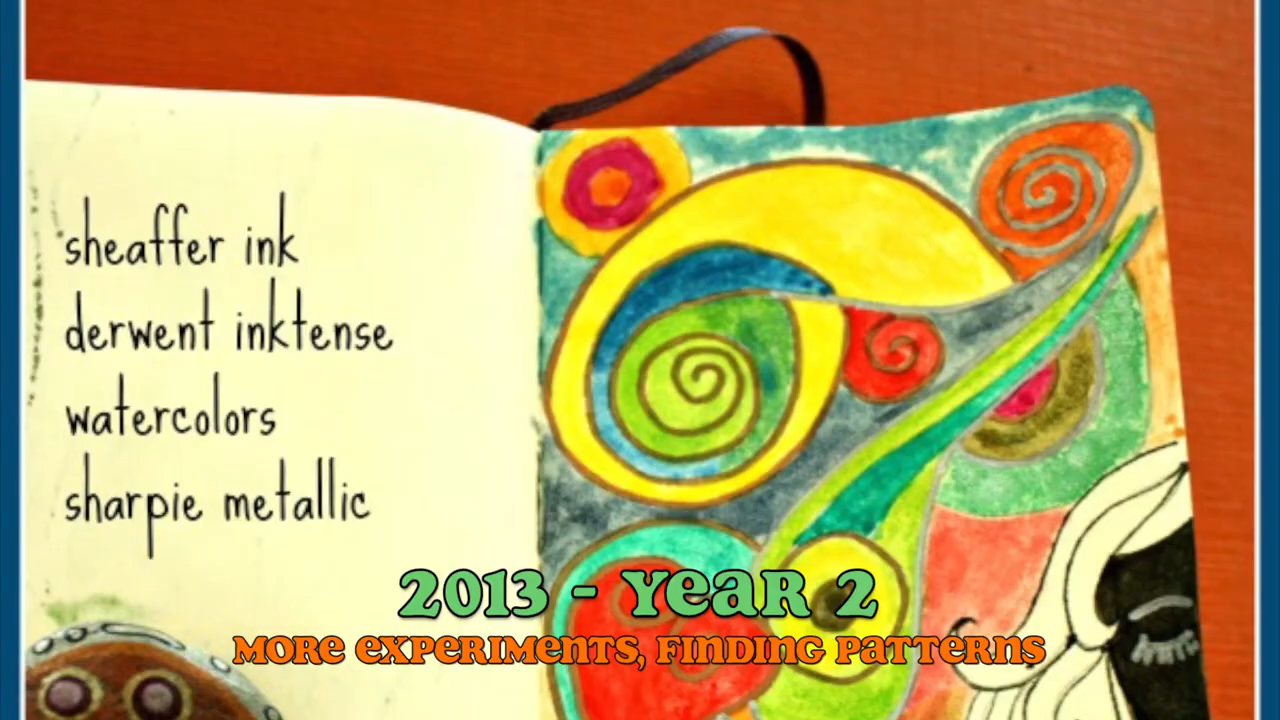 sheaffer ink
derwent inktense
watercolors
sharpie metallic
2013 - Year 2
More experiments, finding patterns